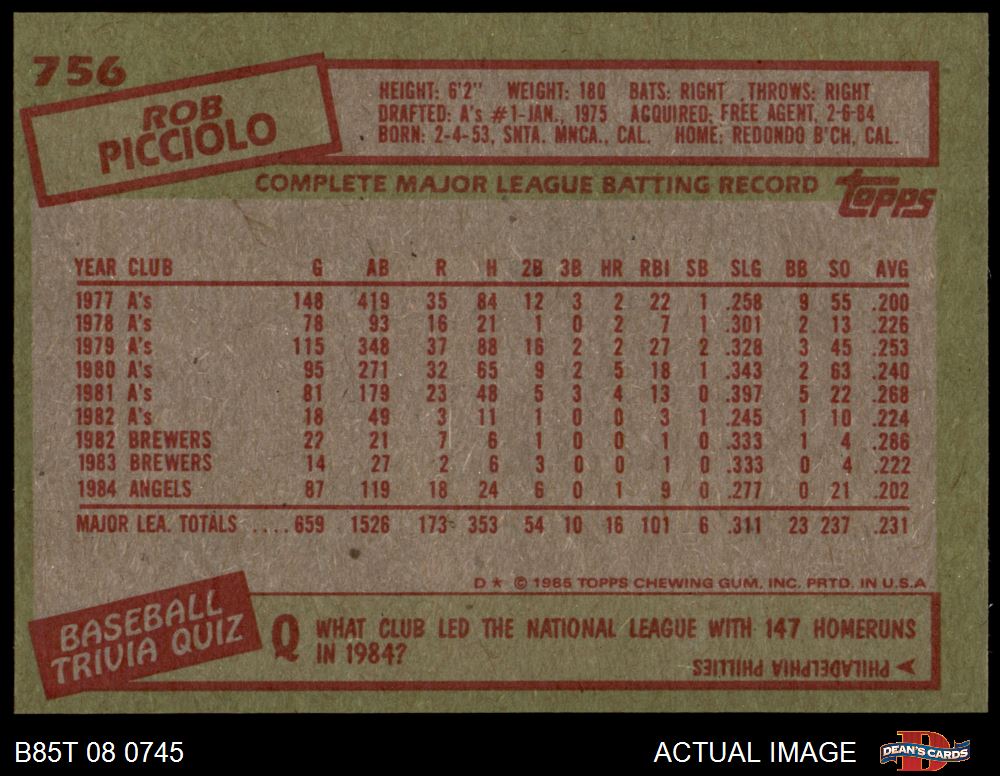 756
ROB
PICCIOLO
HEIGHT: 6'2" WEIGHT: 180 BATS: RIGHT THROWS: RIGHT
DRAFTED: A's #1-JAN., 1975 ACQUIRED: FREE AGENT, 2-6-84
BORN: 2-4-53, SNTA. MNCA., CAL. HOME: REDONDO B'CH, CAL.
COMPLETE MAJOR LEAGUE BATTING RECORD
topps
YEAR CLUB G AB R H 2B 3B HR RBI SB SLG BB SO AVG
1977 A's 148 419 35 84 12 3 2 22 1 .258 9 55 .200
1978 A's 78 93 16 21 1 0 2 7 1 .301 2 13 .226
1979 A's 115 348 37 88 16 2 2 27 2 .328 3 45 .253
1980 A's 95 271 32 65 9 2 5 18 1 .343 2 63 .240
1981 A's 81 179 23 48 5 3 4 13 0 .397 5 22 .268
1982 A's 18 49 3 11 1 0 0 3 1 .245 1 10 .224
1982 BREWERS 22 21 7 6 1 0 0 1 0 .333 1 4 .286
1983 BREWERS 14 27 2 6 3 0 0 1 0 .333 0 4 .222
1984 ANGELS 87 119 18 24 6 0 1 9 0 .277 0 21 .202
MAJOR LEA. TOTALS ....659 1526 173 353 54 10 16 101 6 .311 23 237 .231
D★ © 1985 TOPPS CHEWING GUM, INC. PRTD. IN U.S.A
BASEBALL
TRIVIA QUIZ
Q WHAT CLUB LED THE NATIONAL LEAGUE WITH 147 HOMERUNS
IN 1984?
PHILADELPHIA PHILLIES
B85T 08 0745
ACTUAL IMAGE
DEAN'S CARDS